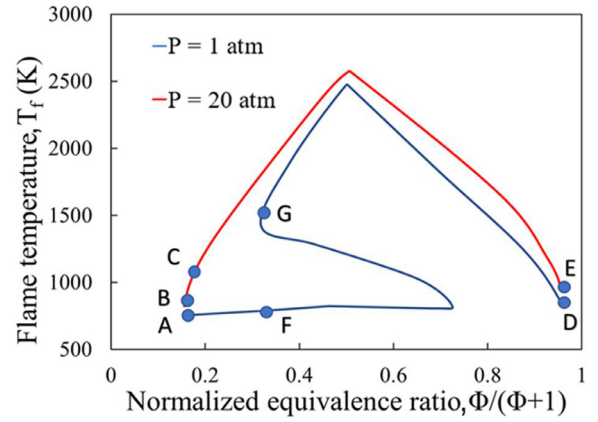 3000
2500
2000
1500
1000
500
Flame temperature,T_f (K)
P = 1 atm
P = 20 atm
G
C
B
A
F
E
D
0
0.2
0.4
0.6
0.8
1
Normalized equivalence ratio,Φ/(Φ+1)